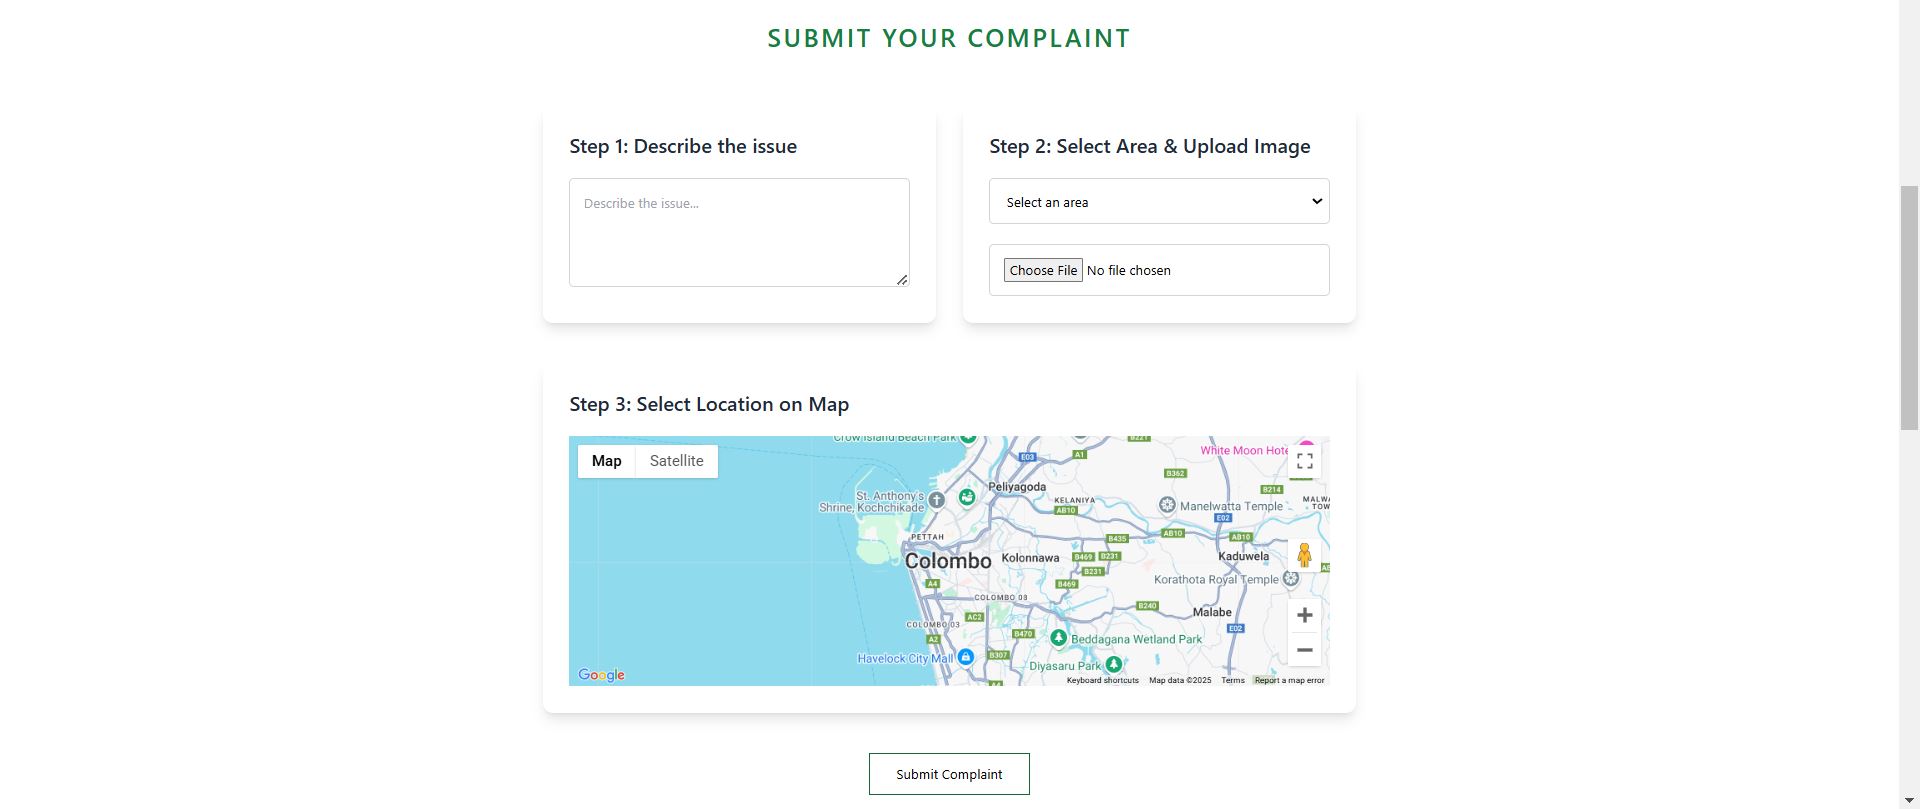 SUBMIT YOUR COMPLAINT
Step 1: Describe the issue
Describe the issue...
Step 2: Select Area & Upload Image
Select an area
Choose File No file chosen
Step 3: Select Location on Map
Map Satellite
Crow Island Beach Park
B221
White Moon Hote
E03
A1
B362
Peliyagoda
B214
St. Anthony's
Shrine, Kochchikade
KELANIYA
AB10
Manelwatta Temple
MALW
TOW
E02
PETTAH
B435
AB10
AB10
Colombo
Kolonnawa
B469
B231
Kaduwela
B231
Korathota Royal Temple
A4
B469
COLOMBO 08
B240
Malabe
AC2
COLOMBO 03
E02
A2
B470
Beddagana Wetland Park
Havelock City Mall
B307
Diyasaru Park
A4
Google
Keyboard shortcuts Map data ©2025 Terms Report a map error
Submit Complaint